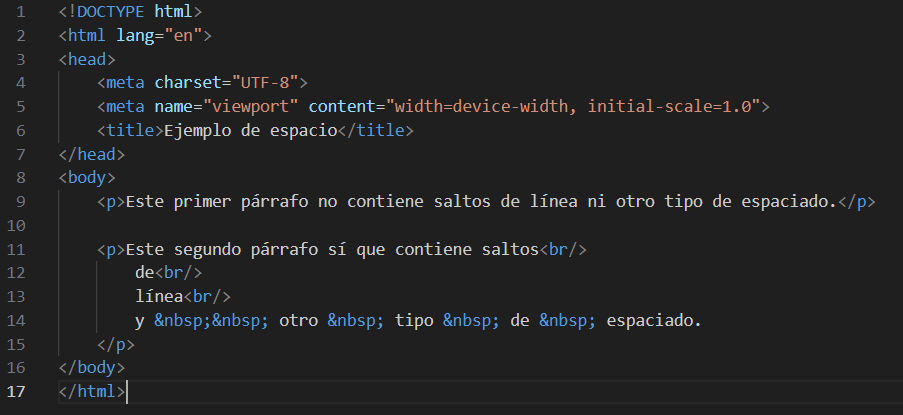 1 <!DOCTYPE html>
2 <html lang="en">
3 <head>
4     <meta charset="UTF-8">
5     <meta name="viewport" content="width=device-width, initial-scale=1.0">
6     <title>Ejemplo de espacio</title>
7 </head>
8 <body>
9     <p>Este primer párrafo no contiene saltos de línea ni otro tipo de espaciado.</p>
10
11     <p>Este segundo párrafo sí que contiene saltos<br/>
12         de<br/>
13         línea<br/>
14         y &nbsp;&nbsp; otro &nbsp; tipo &nbsp; de &nbsp; espaciado.
15     </p>
16 </body>
17 </html>